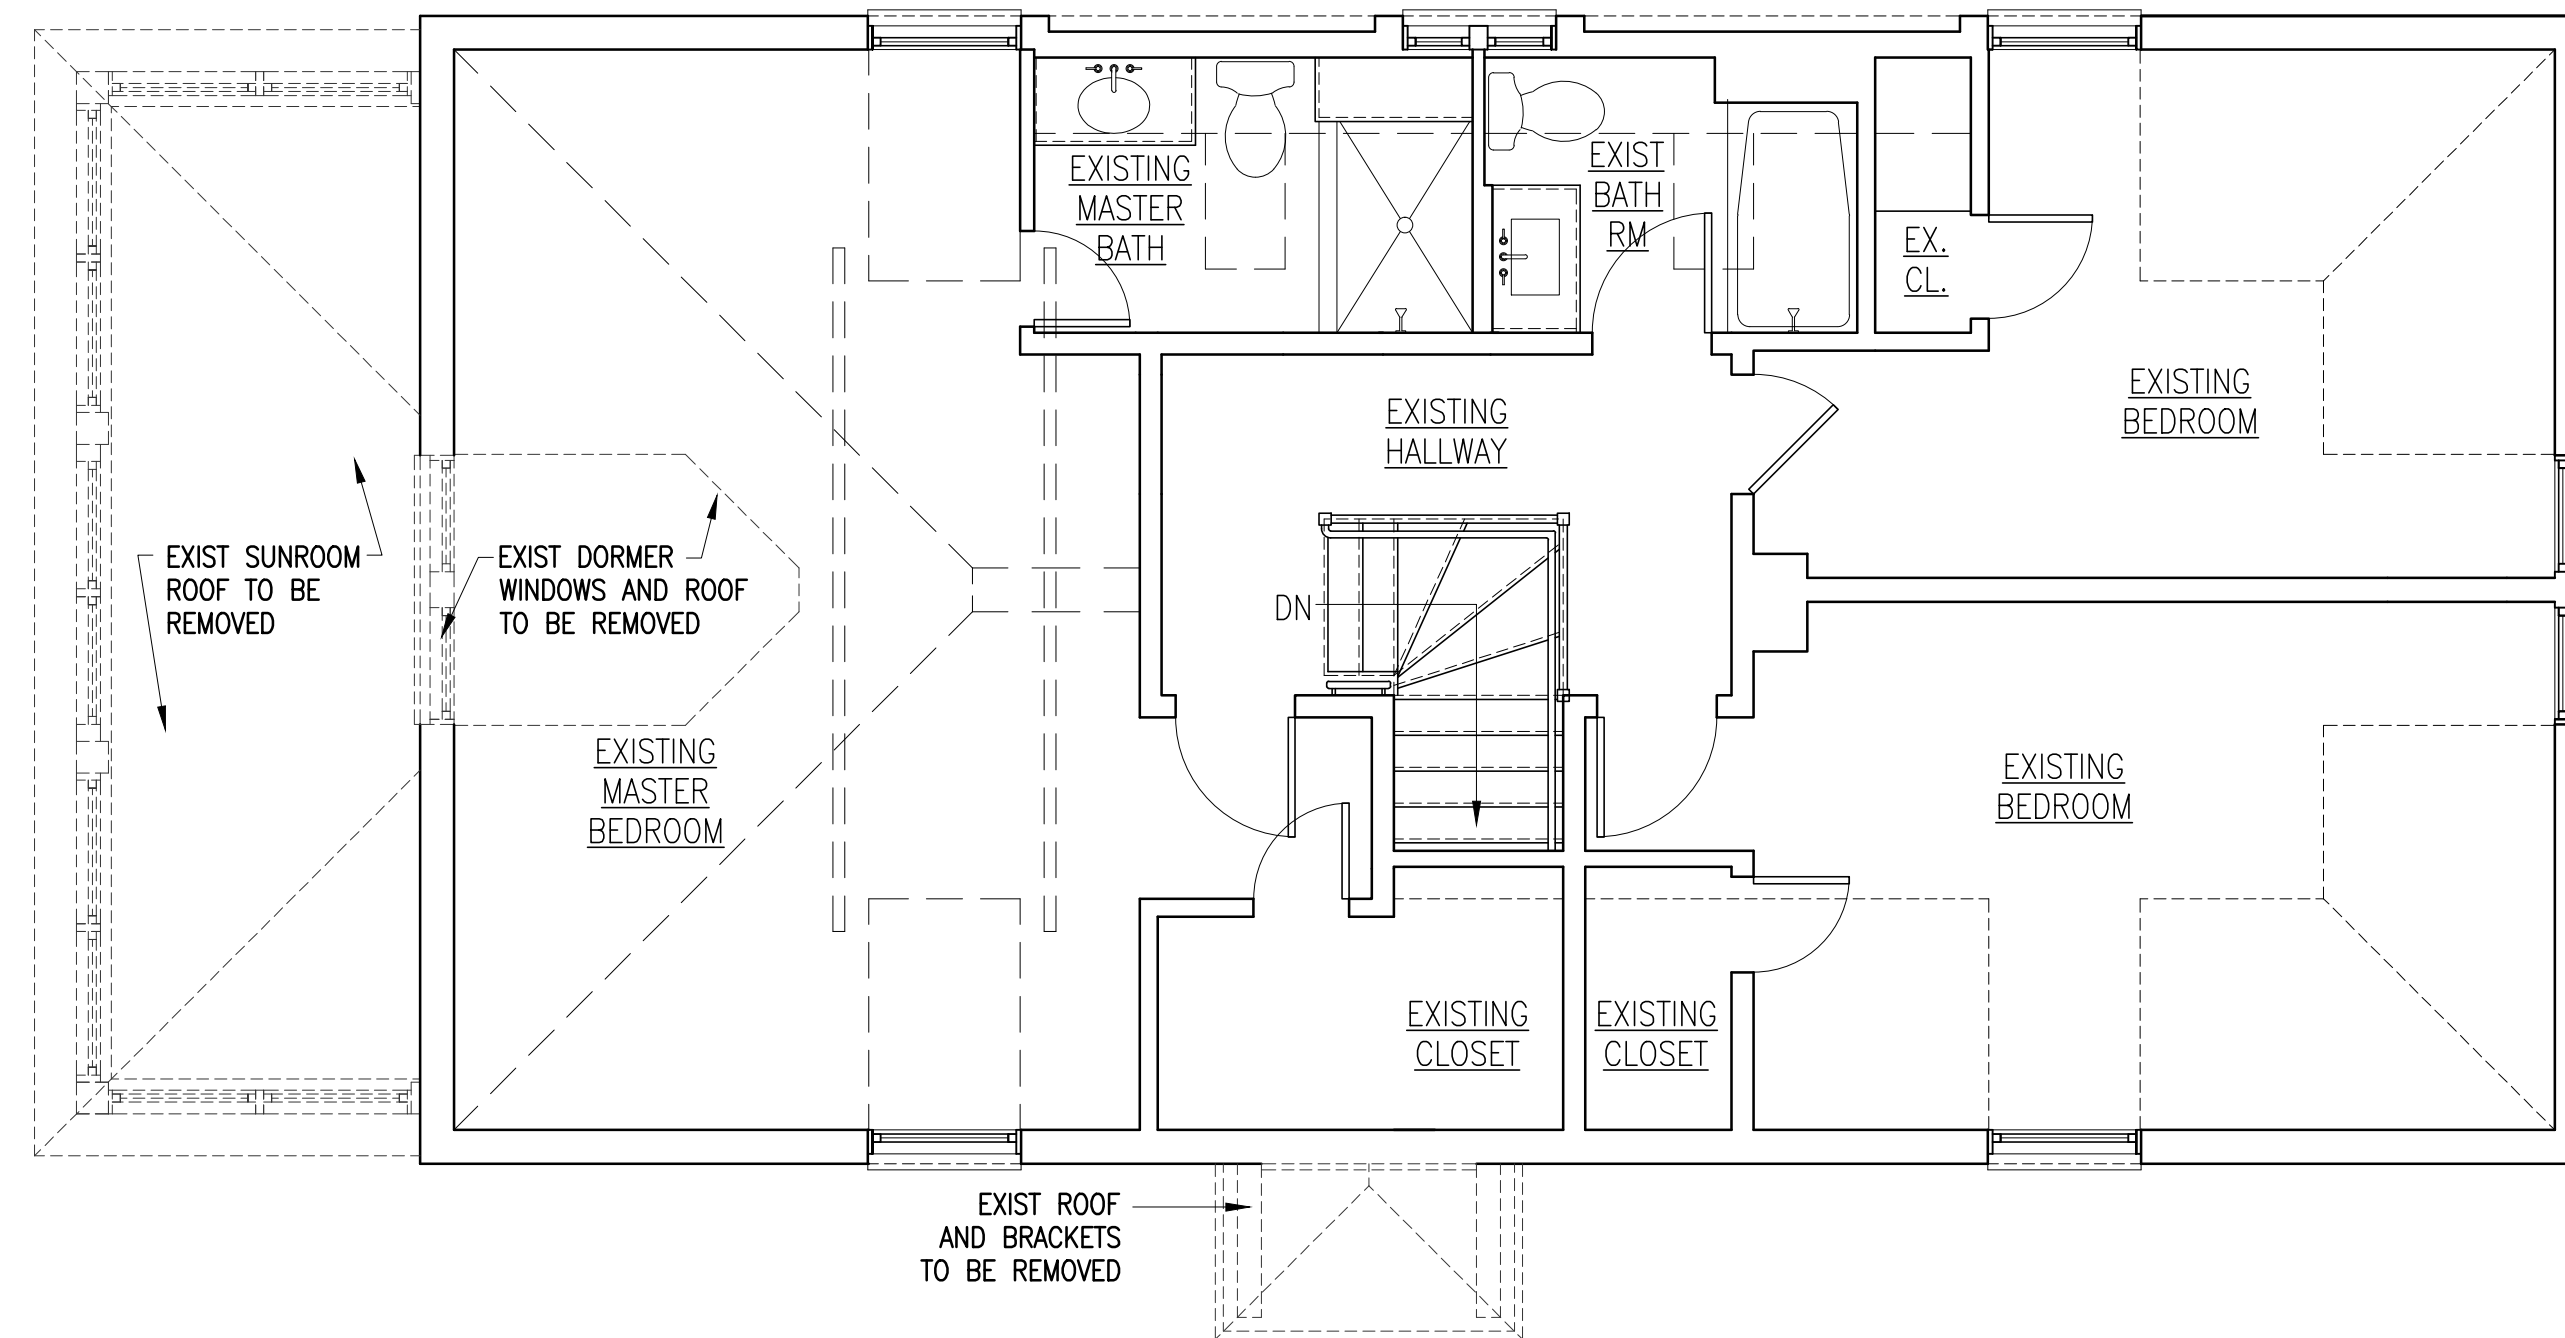 EXISTING
MASTER
BATH
EXIST
BATH
RM
EX.
CL.
EXISTING
HALLWAY
EXISTING
BEDROOM
EXIST SUNROOM
ROOF TO BE
REMOVED
EXIST DORMER
WINDOWS AND ROOF
TO BE REMOVED
DN
EXISTING
MASTER
BEDROOM
EXISTING
BEDROOM
EXISTING
CLOSET
EXISTING
CLOSET
EXIST ROOF
AND BRACKETS
TO BE REMOVED